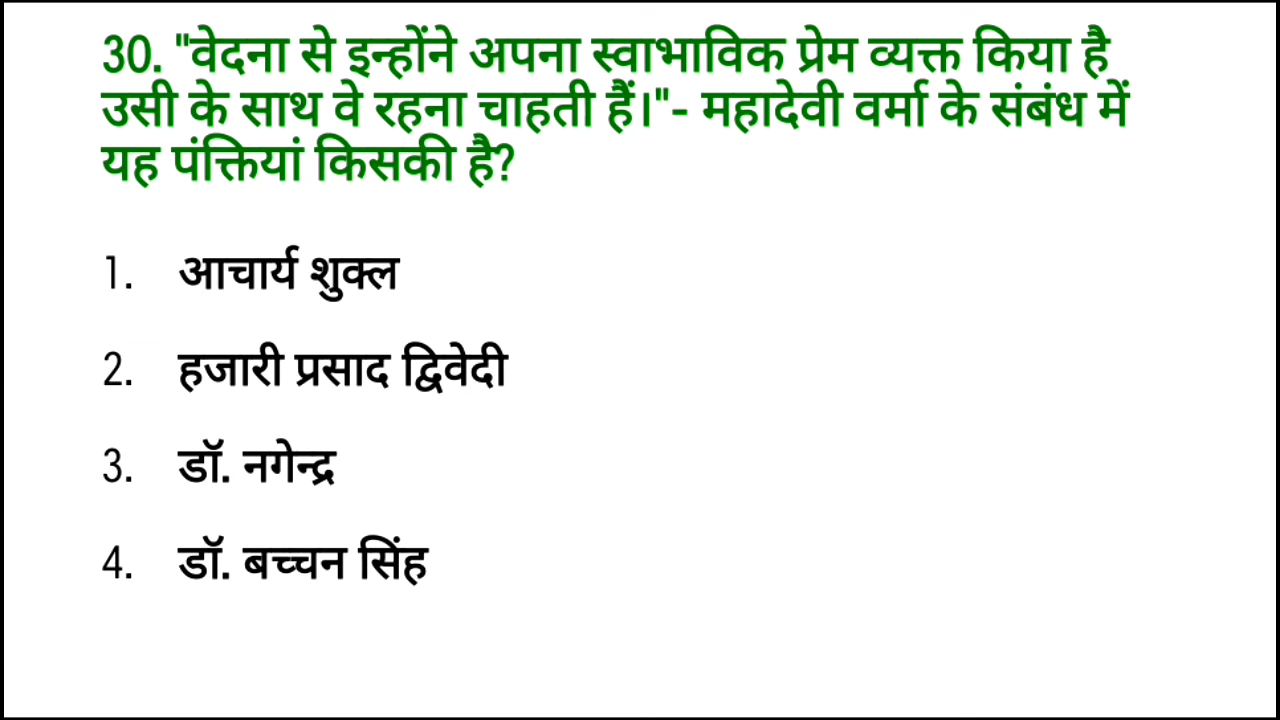 30. "वेदना से इन्होंने अपना स्वाभाविक प्रेम व्यक्त किया है
उसी के साथ वे रहना चाहती हैं।"- महादेवी वर्मा के संबंध में
यह पंक्तियां किसकी है?
1. आचार्य शुक्ल
2. हजारी प्रसाद द्विवेदी
3. डॉ. नगेन्द्र
4. डॉ. बच्चन सिंह